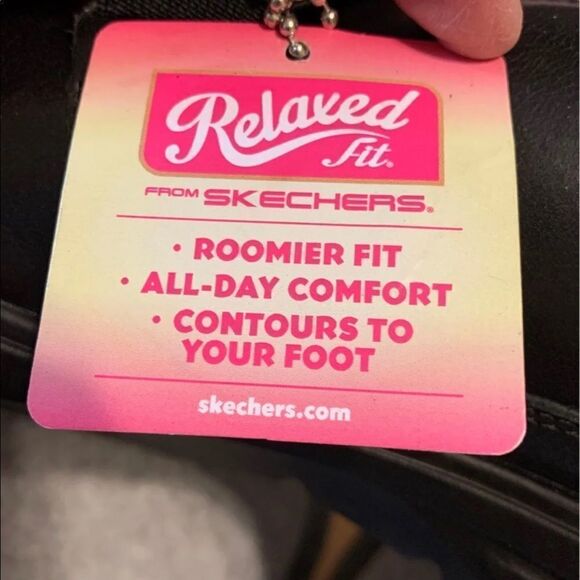 Relaxed
Fit®
FROM SKECHERS®
• ROOMIER FIT
• ALL-DAY COMFORT
• CONTOURS TO
YOUR FOOT
skechers.com